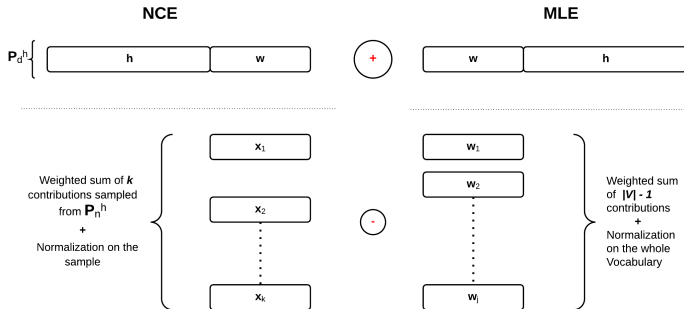 NCE
MLE
P_d^h
h
w
+
w
h
x_1
w_1
w_2
Weighted sum of k
contributions sampled
from P_n^h
+
Normalization on the
sample
x_2
-
Weighted sum
of |V| - 1
contributions
+
Normalization
on the whole
Vocabulary
x_k
w_j